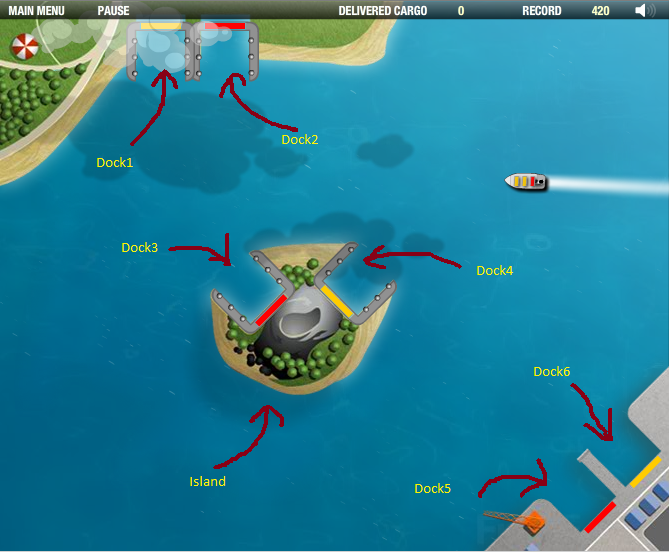 MAIN MENU PAUSE DELIVERED CARGO 0 RECORD 420
Dock1
Dock2
Dock3
Dock4
Dock6
Island
Dock5